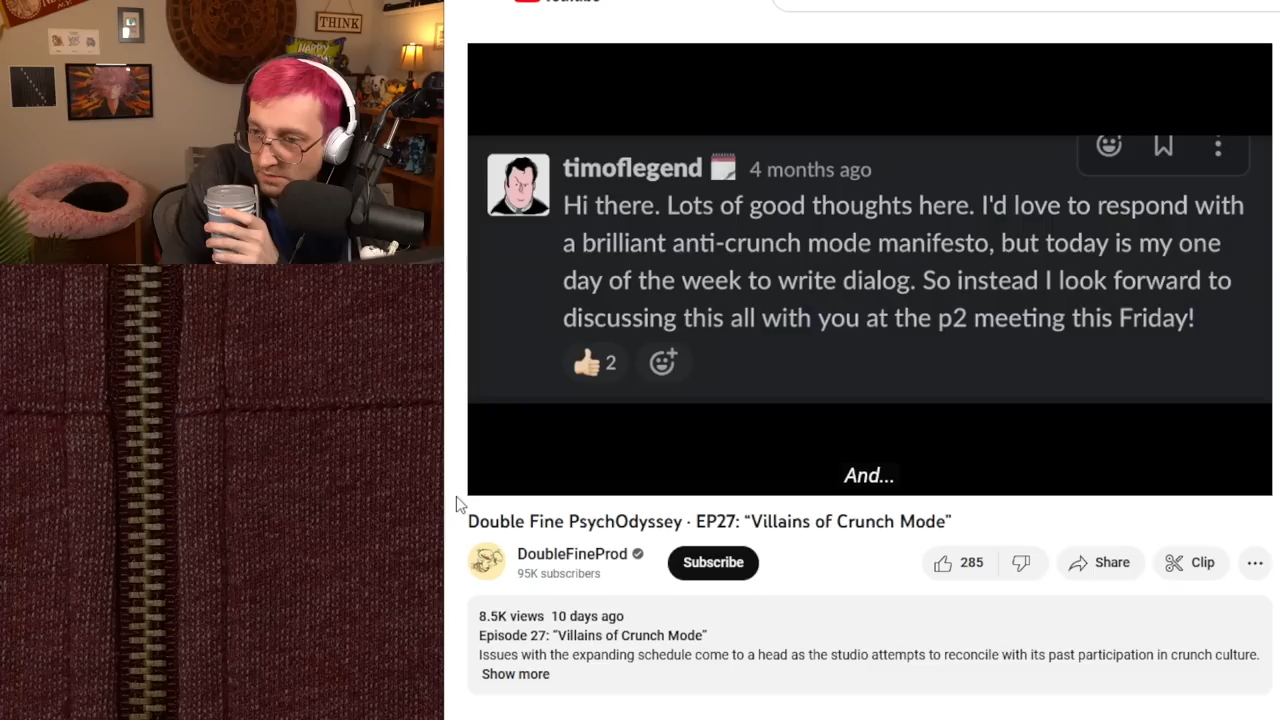 THINK
YouTube
timoflegend 4 months ago
Hi there. Lots of good thoughts here. I'd love to respond with
a brilliant anti-crunch mode manifesto, but today is my one
day of the week to write dialog. So instead I look forward to
discussing this all with you at the p2 meeting this Friday!
2
And...
Double Fine PsychOdyssey · EP27: “Villains of Crunch Mode”
DoubleFineProd
95K subscribers
Subscribe
285
Share
Clip
8.5K views 10 days ago
Episode 27: “Villains of Crunch Mode”
Issues with the expanding schedule come to a head as the studio attempts to reconcile with its past participation in crunch culture.
Show more